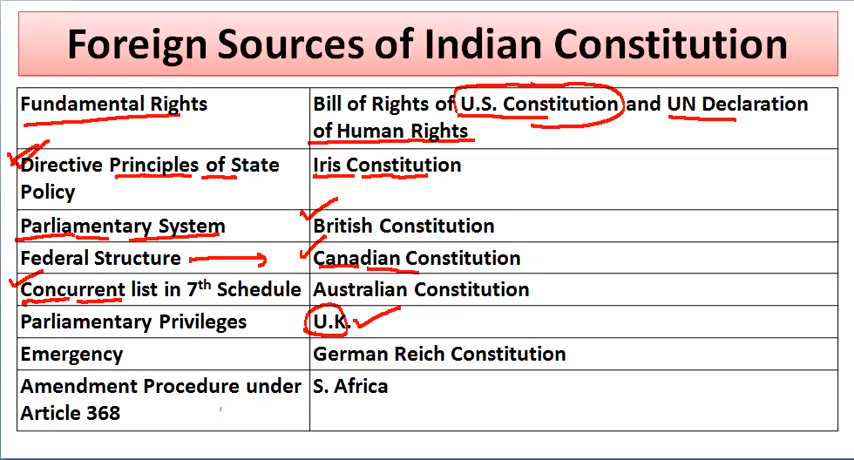 Foreign Sources of Indian Constitution
Fundamental Rights
Bill of Rights of U.S. Constitution and UN Declaration
of Human Rights
Directive Principles of State
Policy
Iris Constitution
Parliamentary System
British Constitution
Federal Structure
Canadian Constitution
Concurrent list in 7th Schedule
Australian Constitution
Parliamentary Privileges
U.K.
Emergency
German Reich Constitution
Amendment Procedure under
Article 368
S. Africa